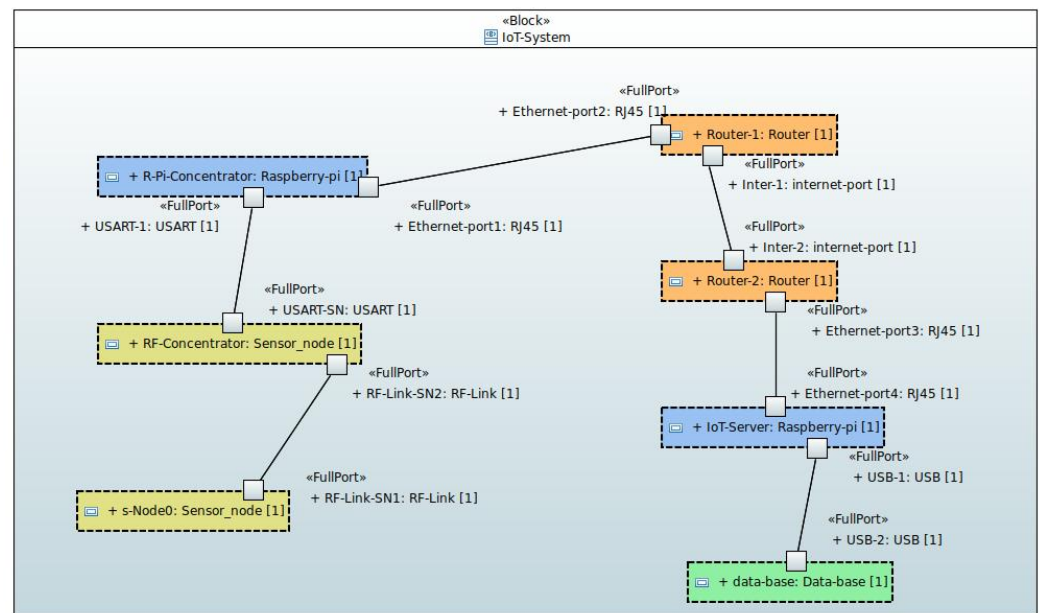 «Block»
IoT-System
«FullPort»
+ Ethernet-port2: RJ45 [1]
+ Router-1: Router [1]
+ R-Pi-Concentrator: Raspberry-pi [1]
«FullPort»
+ Inter-1: internet-port [1]
«FullPort»
+ USART-1: USART [1]
«FullPort»
+ Ethernet-port1: RJ45 [1]
«FullPort»
+ Inter-2: internet-port [1]
+ Router-2: Router [1]
«FullPort»
+ USART-SN: USART [1]
«FullPort»
+ Ethernet-port3: RJ45 [1]
+ RF-Concentrator: Sensor_node [1]
«FullPort»
+ RF-Link-SN2: RF-Link [1]
«FullPort»
+ Ethernet-port4: RJ45 [1]
+ IoT-Server: Raspberry-pi [1]
«FullPort»
+ USB-1: USB [1]
«FullPort»
+ RF-Link-SN1: RF-Link [1]
+ s-Node0: Sensor_node [1]
«FullPort»
+ USB-2: USB [1]
+ data-base: Data-base [1]